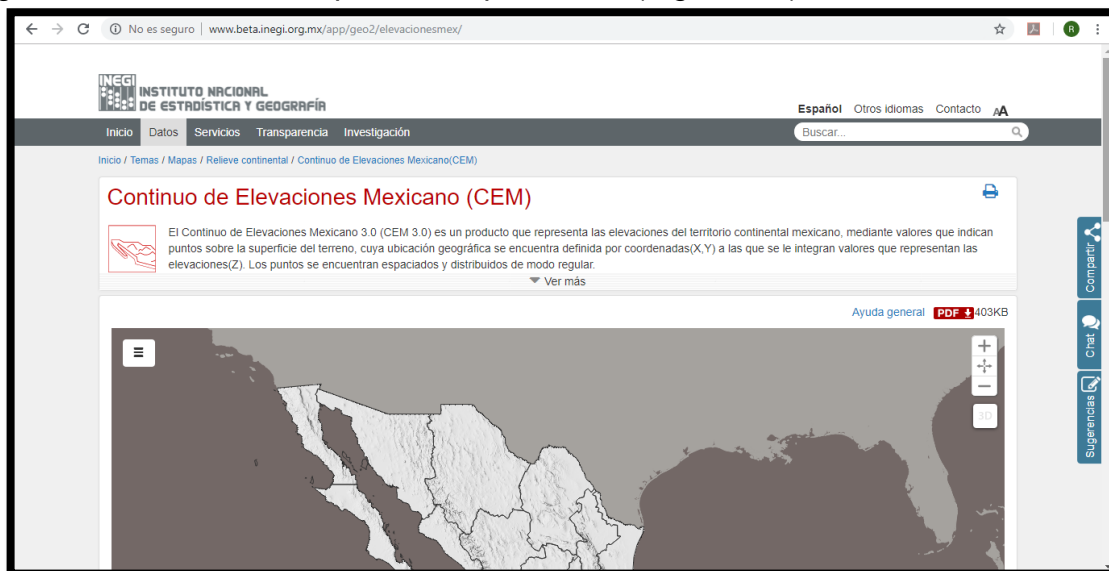 No es seguro | www.beta.inegi.org.mx/app/geo2/elevacionesmex/
R
INEGI
INSTITUTO NACIONAL
DE ESTADÍSTICA Y GEOGRAFÍA
Español Otros idiomas Contacto AA
Inicio Datos Servicios Transparencia Investigación
Buscar...
Inicio / Temas / Mapas / Relieve continental / Continuo de Elevaciones Mexicano(CEM)
Continuo de Elevaciones Mexicano (CEM)
El Continuo de Elevaciones Mexicano 3.0 (CEM 3.0) es un producto que representa las elevaciones del territorio continental mexicano, mediante valores que indican
puntos sobre la superficie del terreno, cuya ubicación geográfica se encuentra definida por coordenadas(X,Y) a las que se le integran valores que representan las
elevaciones(Z). Los puntos se encuentran espaciados y distribuidos de modo regular.
Ver más
Ayuda general PDF 403KB
3D
Compartir
Chat
Sugerencias